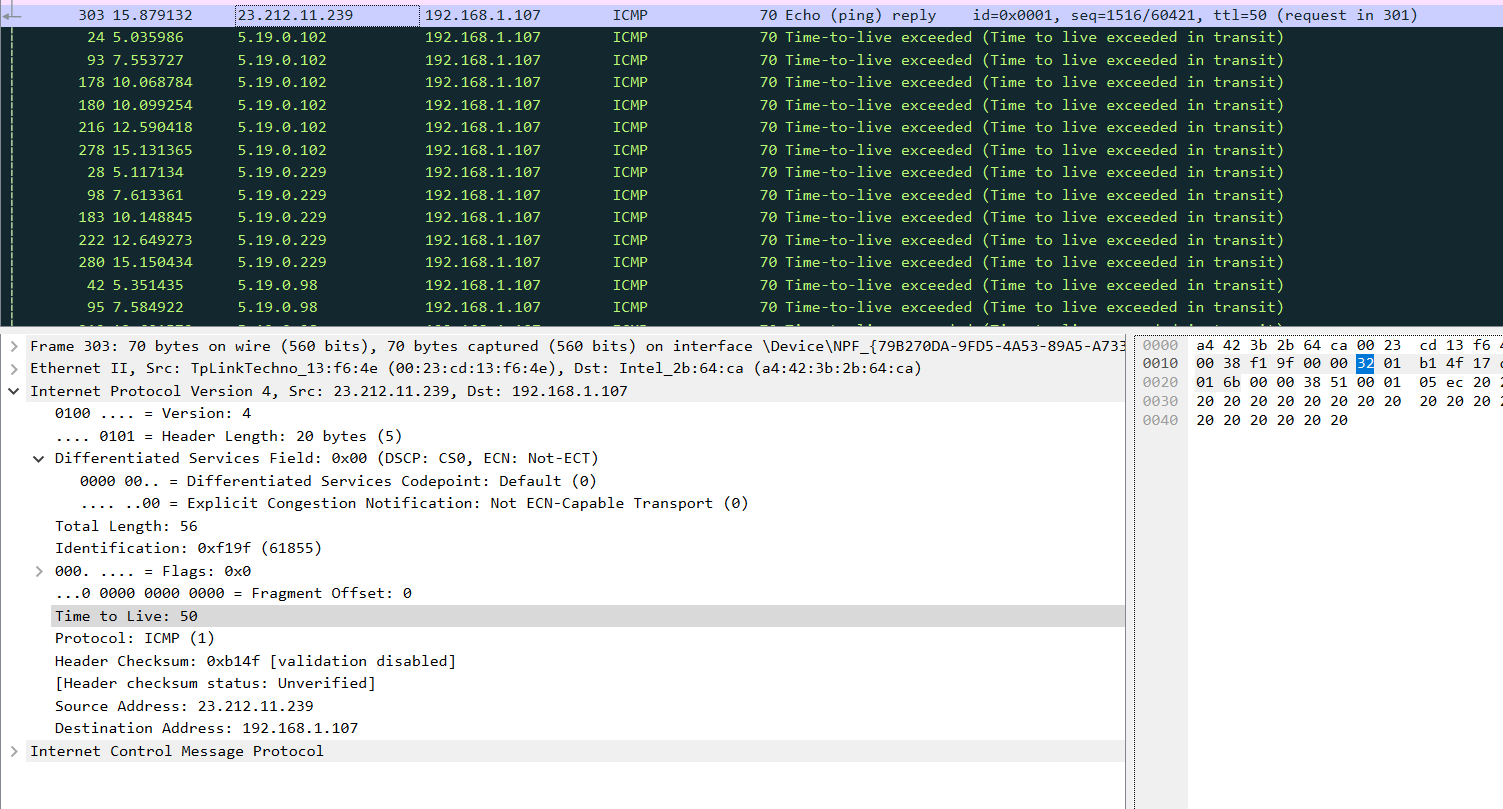 303 15.879132 23.212.11.239 192.168.1.107 ICMP 70 Echo (ping) reply id=0x0001, seq=1516/60421, ttl=50 (request in 301)
24 5.035986 5.19.0.102 192.168.1.107 ICMP 70 Time-to-live exceeded (Time to live exceeded in transit)
93 7.553727 5.19.0.102 192.168.1.107 ICMP 70 Time-to-live exceeded (Time to live exceeded in transit)
178 10.068784 5.19.0.102 192.168.1.107 ICMP 70 Time-to-live exceeded (Time to live exceeded in transit)
180 10.099254 5.19.0.102 192.168.1.107 ICMP 70 Time-to-live exceeded (Time to live exceeded in transit)
216 12.590418 5.19.0.102 192.168.1.107 ICMP 70 Time-to-live exceeded (Time to live exceeded in transit)
278 15.131365 5.19.0.102 192.168.1.107 ICMP 70 Time-to-live exceeded (Time to live exceeded in transit)
28 5.117134 5.19.0.229 192.168.1.107 ICMP 70 Time-to-live exceeded (Time to live exceeded in transit)
98 7.613361 5.19.0.229 192.168.1.107 ICMP 70 Time-to-live exceeded (Time to live exceeded in transit)
183 10.148845 5.19.0.229 192.168.1.107 ICMP 70 Time-to-live exceeded (Time to live exceeded in transit)
222 12.649273 5.19.0.229 192.168.1.107 ICMP 70 Time-to-live exceeded (Time to live exceeded in transit)
280 15.150434 5.19.0.229 192.168.1.107 ICMP 70 Time-to-live exceeded (Time to live exceeded in transit)
42 5.351435 5.19.0.98 192.168.1.107 ICMP 70 Time-to-live exceeded (Time to live exceeded in transit)
95 7.584922 5.19.0.98 192.168.1.107 ICMP 70 Time-to-live exceeded (Time to live exceeded in transit)
Frame 303: 70 bytes on wire (560 bits), 70 bytes captured (560 bits) on interface \Device\NPF_{79B270DA-9FD5-4A53-89A5-A733
Ethernet II, Src: TpLinkTechno_13:f6:4e (00:23:cd:13:f6:4e), Dst: Intel_2b:64:ca (a4:42:3b:2b:64:ca)
Internet Protocol Version 4, Src: 23.212.11.239, Dst: 192.168.1.107
0100 .... = Version: 4
.... 0101 = Header Length: 20 bytes (5)
Differentiated Services Field: 0x00 (DSCP: CS0, ECN: Not-ECT)
0000 00.. = Differentiated Services Codepoint: Default (0)
.... ..00 = Explicit Congestion Notification: Not ECN-Capable Transport (0)
Total Length: 56
Identification: 0xf19f (61855)
000. .... = Flags: 0x0
...0 0000 0000 0000 = Fragment Offset: 0
Time to Live: 50
Protocol: ICMP (1)
Header Checksum: 0xb14f [validation disabled]
[Header checksum status: Unverified]
Source Address: 23.212.11.239
Destination Address: 192.168.1.107
Internet Control Message Protocol
0000 a4 42 3b 2b 64 ca 00 23 cd 13 f6
0010 00 38 f1 9f 00 00 32 01 b1 4f 17
0020 01 6b 00 00 38 51 00 01 05 ec 20
0030 20 20 20 20 20 20 20 20 20 20 20
0040 20 20 20 20 20 20